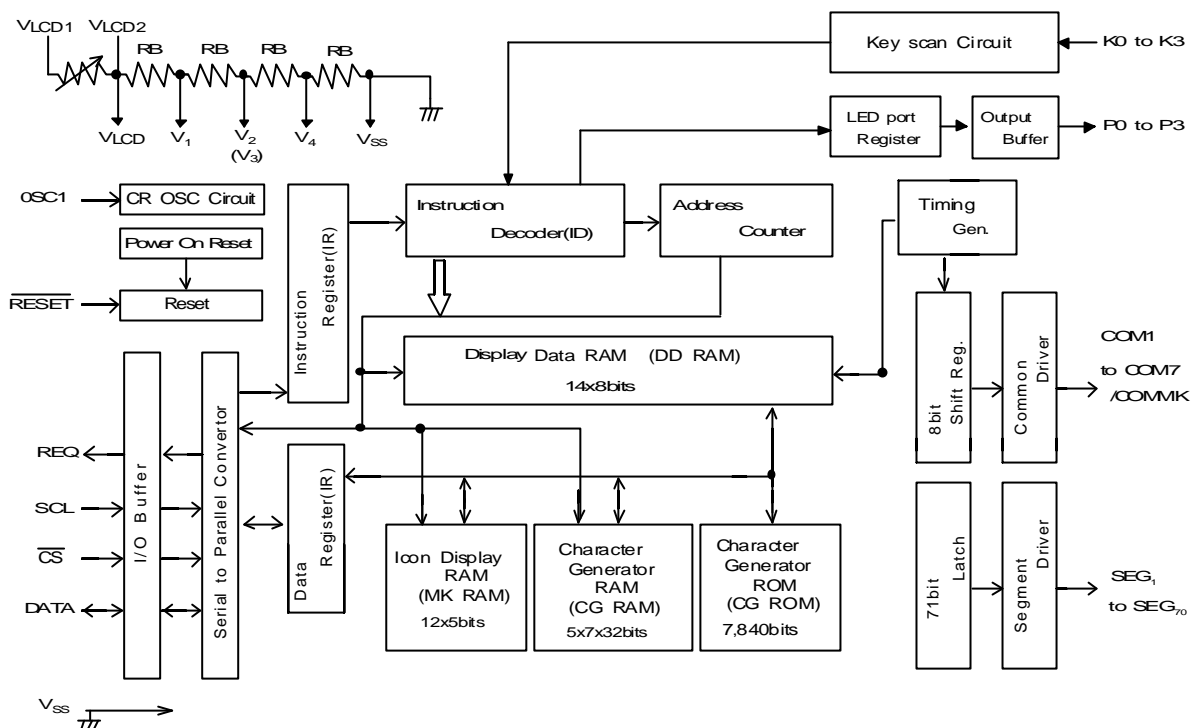 VLCD1 VLCD2
RB RB RB RB
VLCD V1 V2 V4 VSS
(V3)
Key scan Circuit
K0 to K3
LED port
Register
Output
Buffer
P0 to P3
OSC1
CR OSC Circuit
Power On Reset
RESET
Reset
Instruction
Register(IR)
Instruction
Decoder(ID)
Address
Counter
Timing
Gen.
Display Data RAM (DD RAM)
14x8bits
8bit
Shift Reg.
Common
Driver
COM1
to COM7
/COMMK
REQ
SCL
CS
DATA
I/O Buffer
Serial to Parallel Convertor
Data
Register(IR)
Icon Display
RAM
(MK RAM)
12x5bits
Character
Generator
RAM
(CG RAM)
5x7x32bits
Character
Generator
ROM
(CG ROM)
7,840bits
71bit
Latch
Segment
Driver
SEG1
to SEG70
VSS